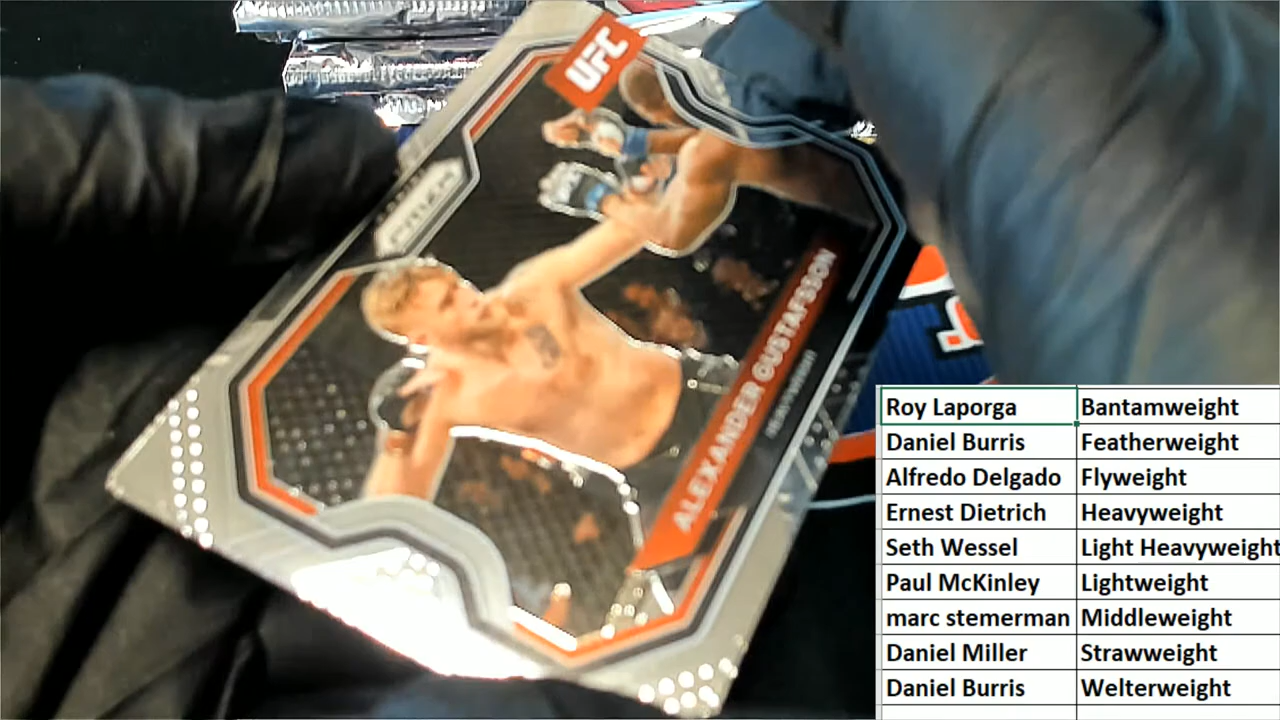 UFC
PRIZM
ALEXANDER GUSTAFSSON
Roy Laporga Bantamweight
Daniel Burris Featherweight
Alfredo Delgado Flyweight
Ernest Dietrich Heavyweight
Seth Wessel Light Heavyweight
Paul McKinley Lightweight
marc stemerman Middleweight
Daniel Miller Strawweight
Daniel Burris Welterweight